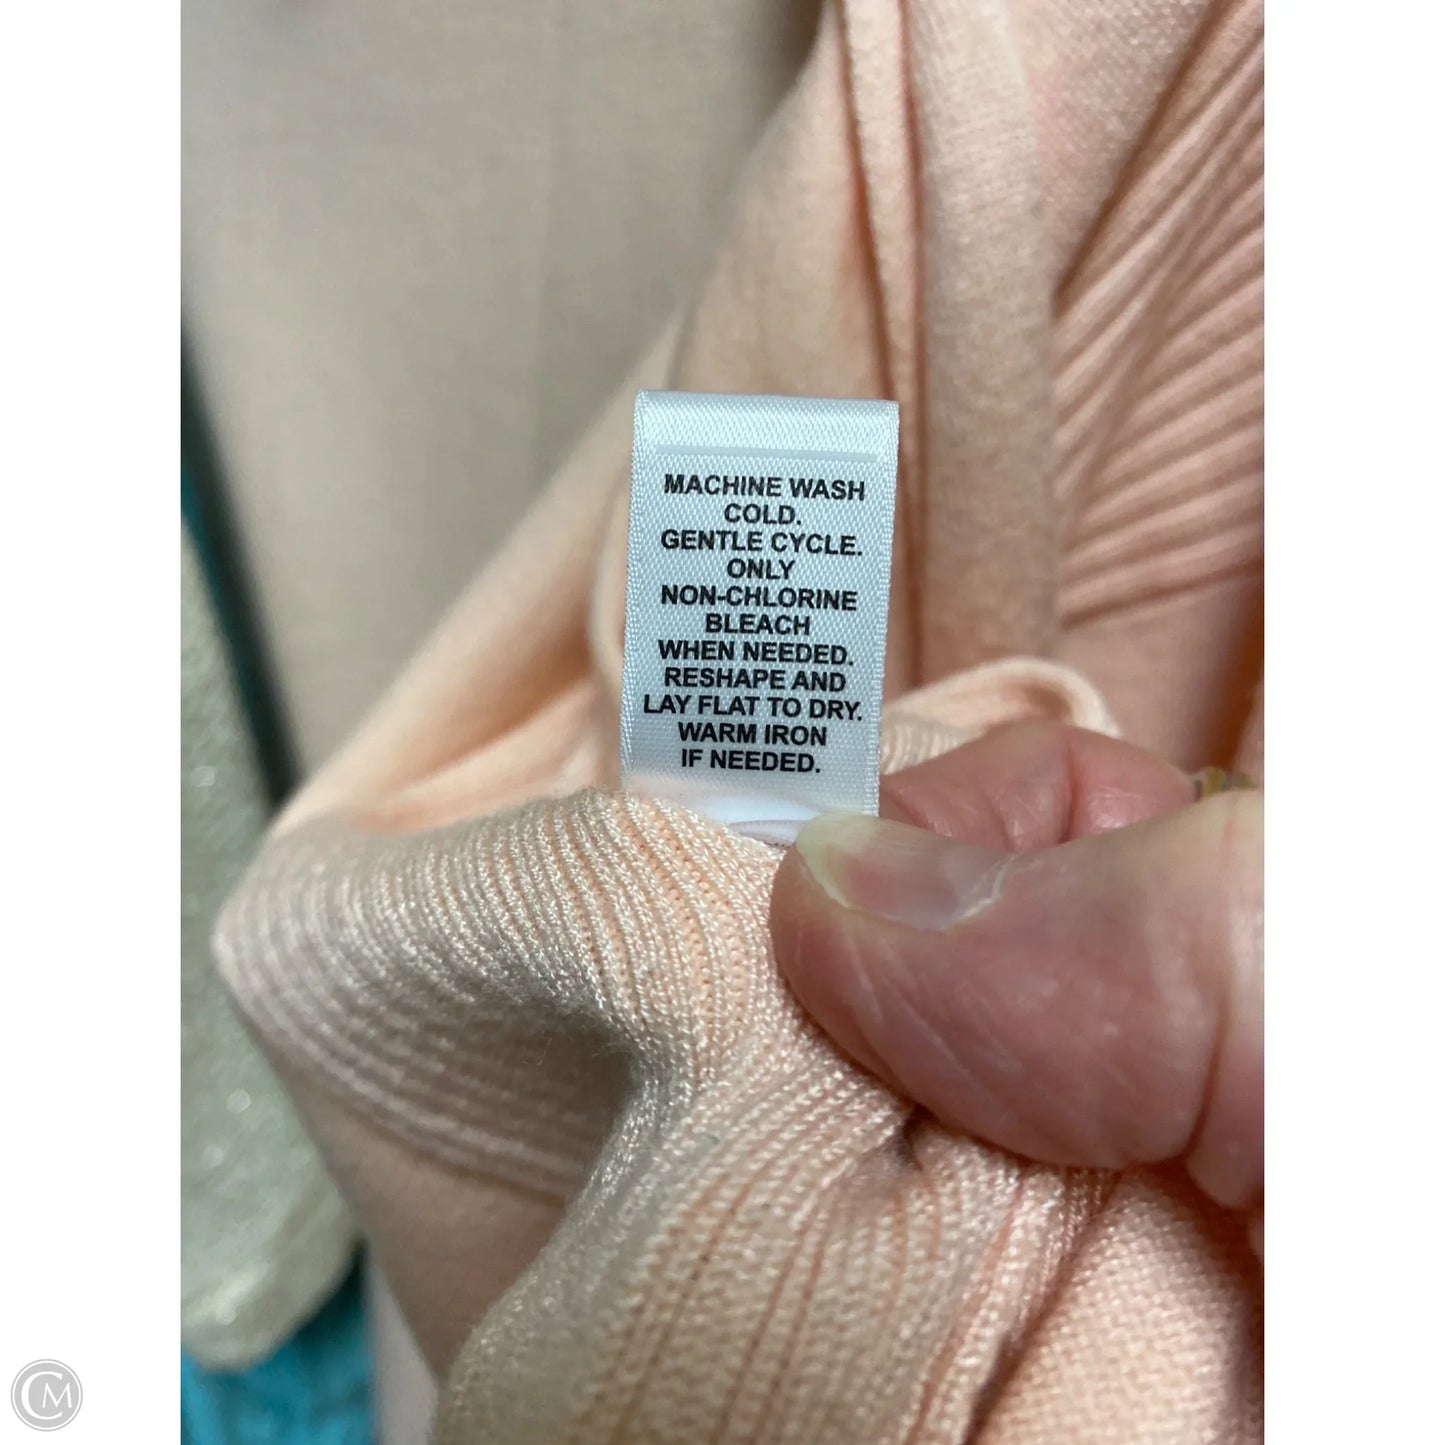 MACHINE WASH
COLD.
GENTLE CYCLE.
ONLY
NON-CHLORINE
BLEACH
WHEN NEEDED.
RESHAPE AND
LAY FLAT TO DRY.
WARM IRON
IF NEEDED.
CM